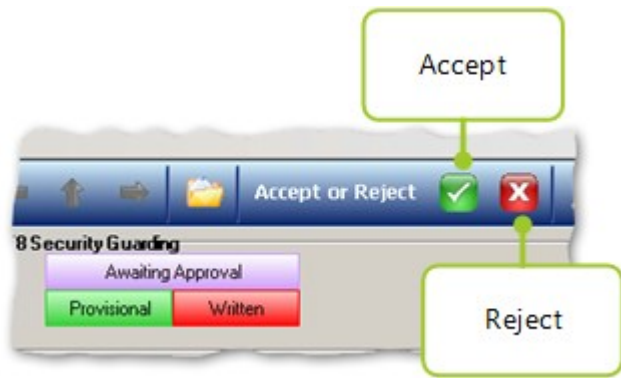 Accept
Accept or Reject
8 Security Guarding
Awaiting Approval
Provisional Written
Reject